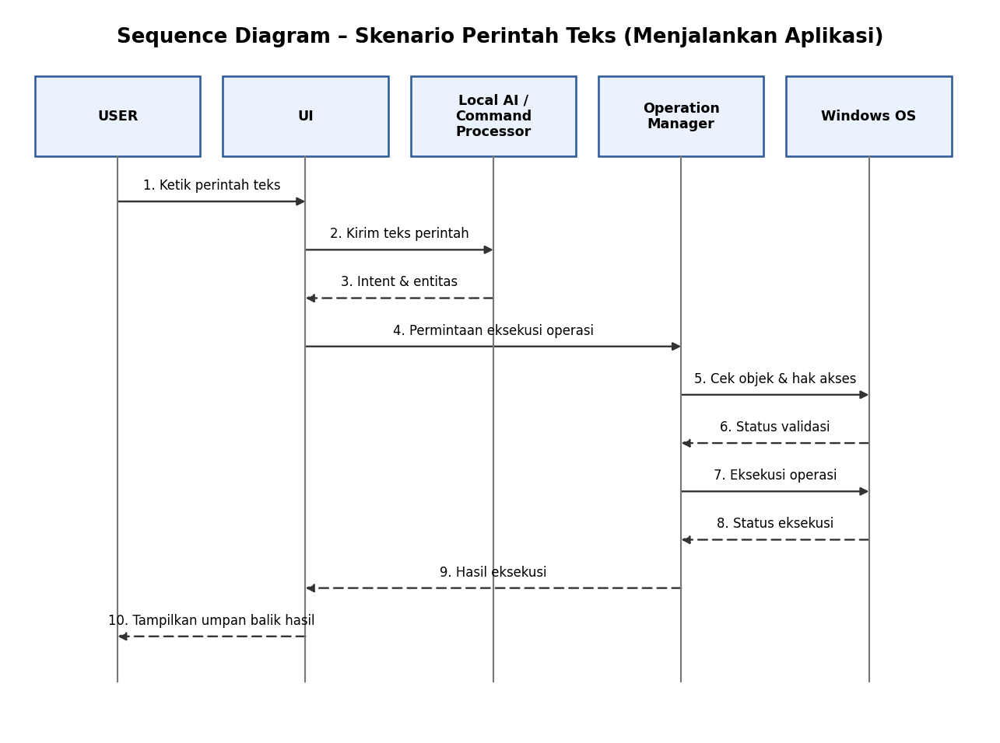 Sequence Diagram – Skenario Perintah Teks (Menjalankan Aplikasi)
USER
UI
Local AI /
Command
Processor
Operation
Manager
Windows OS
1. Ketik perintah teks
2. Kirim teks perintah
3. Intent & entitas
4. Permintaan eksekusi operasi
5. Cek objek & hak akses
6. Status validasi
7. Eksekusi operasi
8. Status eksekusi
9. Hasil eksekusi
10. Tampilkan umpan balik hasil